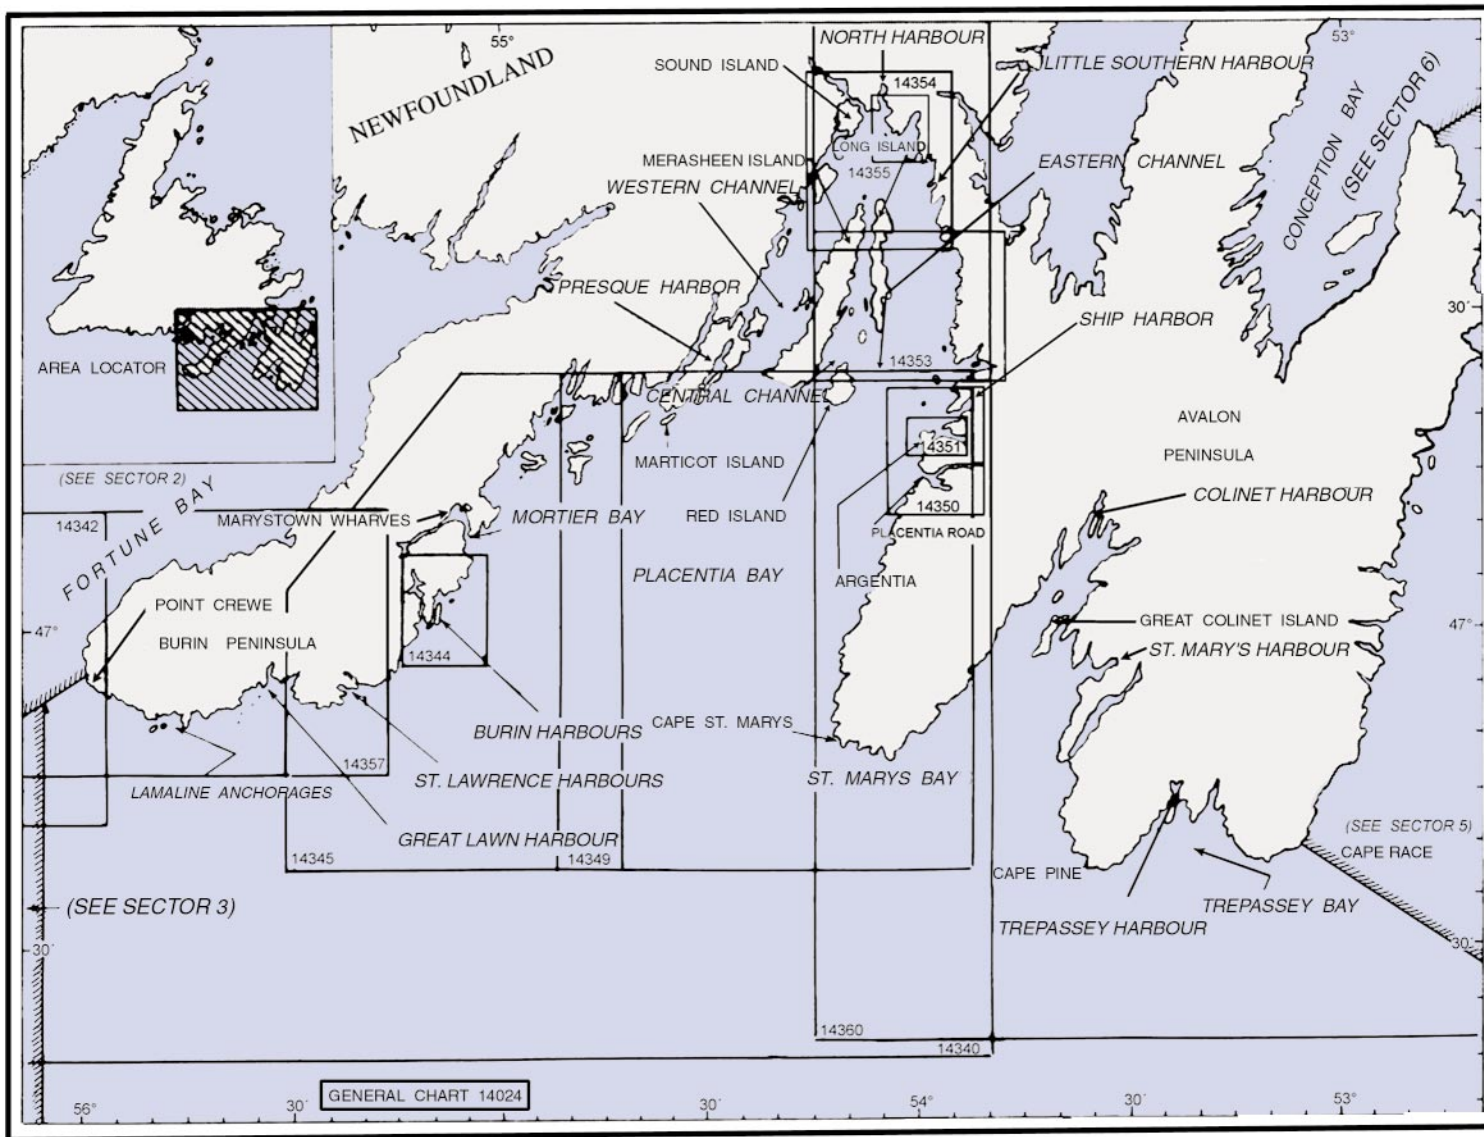 55°
53°
NORTH HARBOUR
SOUND ISLAND
LITTLE SOUTHERN HARBOUR
NEWFOUNDLAND
14354
CONCEPTION BAY
(SEE SECTOR 6)
LONG ISLAND
MERASHEEN ISLAND
14355
EASTERN CHANNEL
WESTERN CHANNEL
PRESQUE HARBOR
30′
SHIP HARBOR
AREA LOCATOR
14353
CENTRAL CHANNEL
AVALON
PENINSULA
14351
MARTICOT ISLAND
(SEE SECTOR 2)
COLINET HARBOUR
14350
FORTUNE BAY
14342
MARYSTOWN WHARVES
MORTIER BAY
RED ISLAND
PLACENTIA ROAD
PLACENTIA BAY
ARGENTIA
POINT CREWE
47°
GREAT COLINET ISLAND
47°
BURIN PENINSULA
ST. MARY'S HARBOUR
14344
CAPE ST. MARYS
BURIN HARBOURS
14357
ST. LAWRENCE HARBOURS
ST. MARYS BAY
LAMALINE ANCHORAGES
GREAT LAWN HARBOUR
(SEE SECTOR 5)
CAPE RACE
14345
14349
CAPE PINE
(SEE SECTOR 3)
TREPASSEY BAY
TREPASSEY HARBOUR
30′
30′
14360
14340
GENERAL CHART 14024
56°
30′
30′
54°
30′
53°